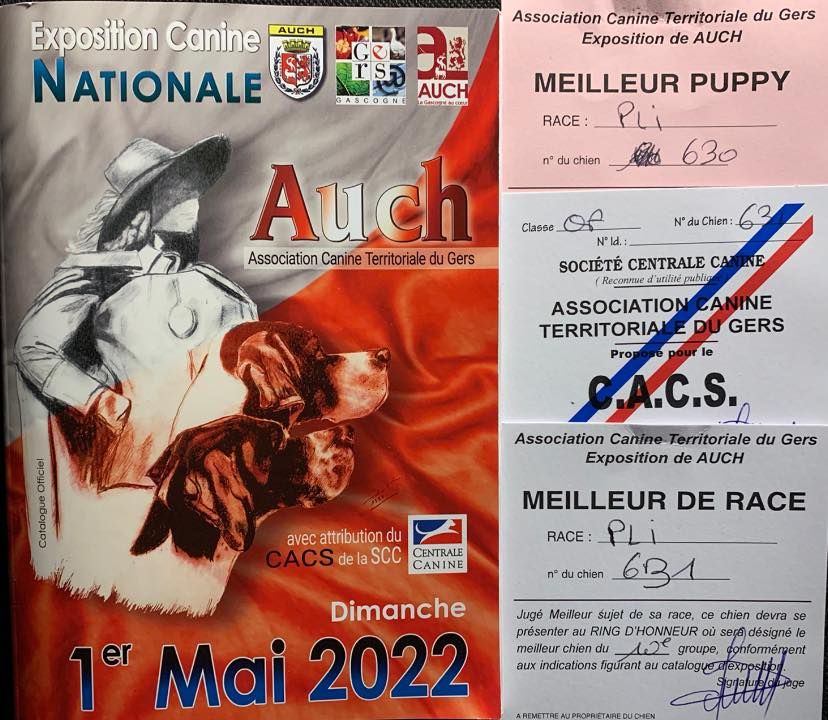 Exposition Canine
NATIONALE
AUCH
Gers
GASCOGNE
AUCH
La Gascogne au cœur
Auch
Association Canine Territoriale du Gers
Catalogue Officiel
avec attribution du
CACS de la SCC
CENTRALE
CANINE
Dimanche
1er Mai 2022
Association Canine Territoriale du Gers
Exposition de AUCH
MEILLEUR PUPPY
RACE : PLi
n° du chien 630
Classe OF N° du Chien : 631
N° Id. :
SOCIÉTÉ CENTRALE CANINE
(Reconnue d'utilité publique)
ASSOCIATION CANINE
TERRITORIALE DU GERS
Proposé pour le
C.A.C.S.
Association Canine Territoriale du Gers
Exposition de AUCH
MEILLEUR DE RACE
RACE : PLi
n° du chien 631
Jugé Meilleur sujet de sa race, ce chien devra se
présenter au RING D'HONNEUR où sera désigné le
meilleur chien du 10e groupe, conformément
aux indications figurant au catalogue d'exposition.
Signature du juge
A REMETTRE AU PROPRIÉTAIRE DU CHIEN